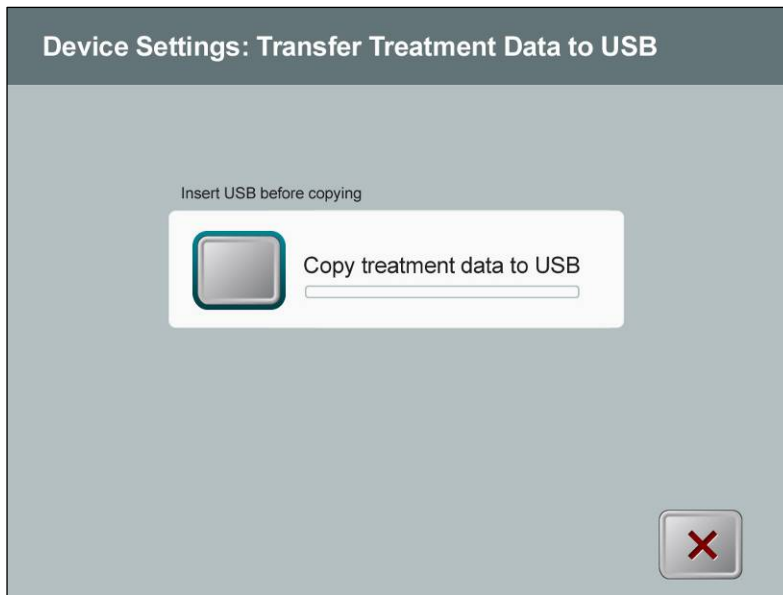 Device Settings: Transfer Treatment Data to USB
Insert USB before copying
Copy treatment data to USB